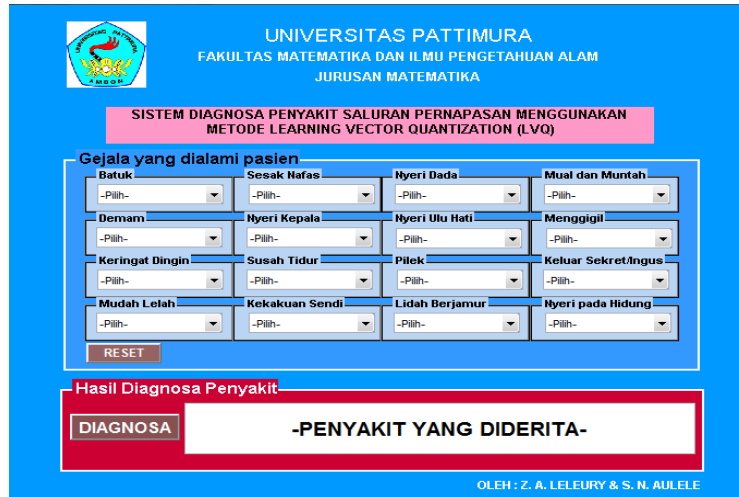 UNIVERSITAS PATTIMURA
FAKULTAS MATEMATIKA DAN ILMU PENGETAHUAN ALAM
JURUSAN MATEMATIKA
UNIVERSITAS PATTIMURA
AMBON
SISTEM DIAGNOSA PENYAKIT SALURAN PERNAPASAN MENGGUNAKAN
METODE LEARNING VECTOR QUANTIZATION (LVQ)
Gejala yang dialami pasien
Batuk Sesak Nafas Nyeri Dada Mual dan Muntah
-Pilih- -Pilih- -Pilih- -Pilih-
Demam Nyeri Kepala Nyeri Ulu Hati Menggigil
-Pilih- -Pilih- -Pilih- -Pilih-
Keringat Dingin Susah Tidur Pilek Keluar Sekret/Ingus
-Pilih- -Pilih- -Pilih- -Pilih-
Mudah Lelah Kekakuan Sendi Lidah Berjamur Nyeri pada Hidung
-Pilih- -Pilih- -Pilih- -Pilih-
RESET
Hasil Diagnosa Penyakit
DIAGNOSA -PENYAKIT YANG DIDERITA-
OLEH : Z. A. LELEURY & S. N. AULELE